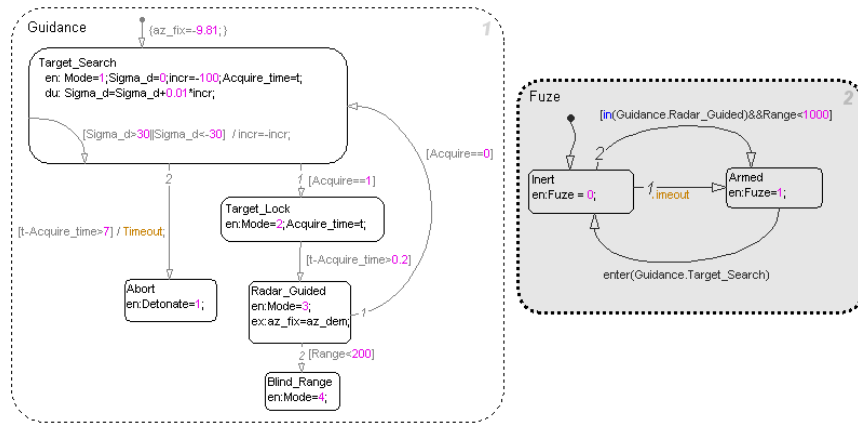 Guidance
1
{az_fix=-9.81;}
Target_Search
en: Mode=1;Sigma_d=0;incr=-100;Acquire_time=t;
du: Sigma_d=Sigma_d+0.01*incr;
[Sigma_d>30||Sigma_d<-30] / incr=-incr;
2
1
[Acquire==1]
[Acquire==0]
Target_Lock
en:Mode=2;Acquire_time=t;
[t-Acquire_time>7] / Timeout;
[t-Acquire_time>0.2]
Abort
en:Detonate=1;
Radar_Guided
en:Mode=3;
ex:az_fix=az_dem;
1
2
[Range<200]
Blind_Range
en:Mode=4;
Fuze
2
[in(Guidance.Radar_Guided)&&Range<1000]
2
Inert
en:Fuze = 0;
1
.imeout
Armed
en:Fuze=1;
enter(Guidance.Target_Search)